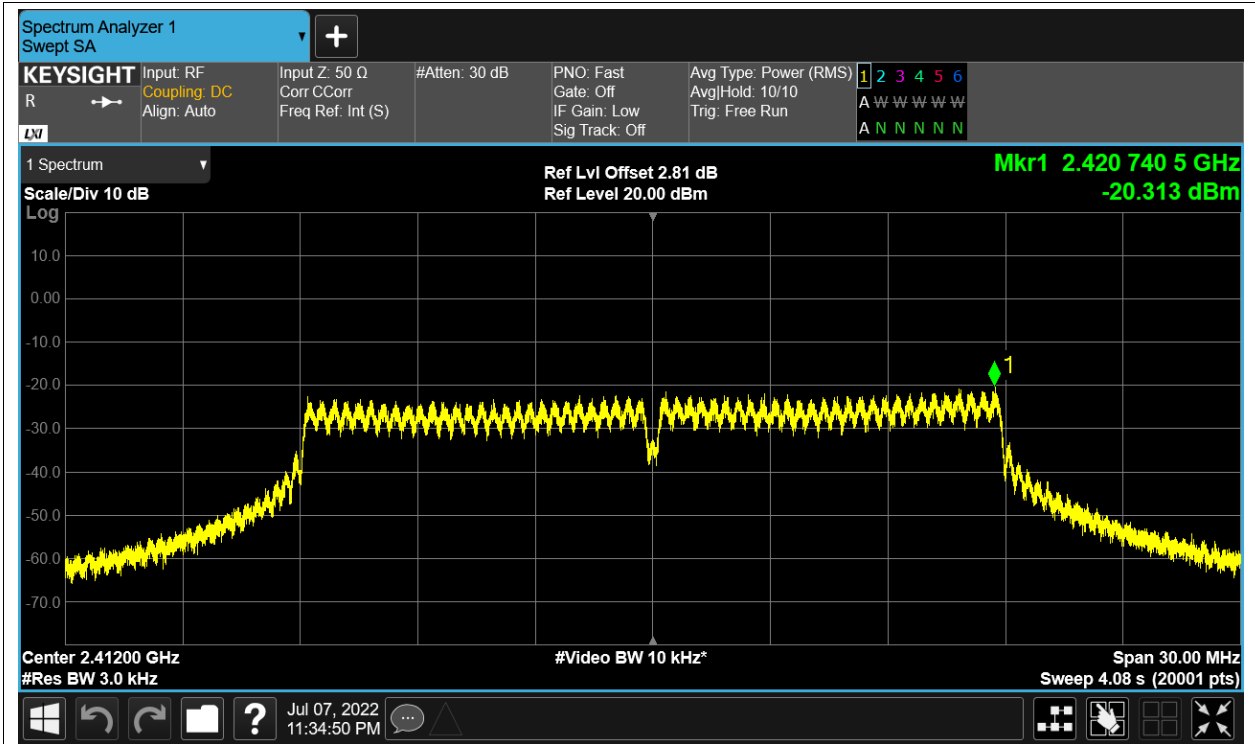 Spectrum Analyzer 1
Swept SA
KEYSIGHT
R
LXI
Input: RF
Coupling: DC
Align: Auto
Input Z: 50 Ω
Corr CCorr
Freq Ref: Int (S)
#Atten: 30 dB
PNO: Fast
Gate: Off
IF Gain: Low
Sig Track: Off
Avg Type: Power (RMS)
Avg|Hold: 10/10
Trig: Free Run
1 2 3 4 5 6
A W W W W W
A N N N N N
1 Spectrum
Scale/Div 10 dB
Log
Ref Lvl Offset 2.81 dB
Ref Level 20.00 dBm
Mkr1 2.420 740 5 GHz
-20.313 dBm
10.0
0.00
-10.0
-20.0
-30.0
-40.0
-50.0
-60.0
-70.0
1
Center 2.41200 GHz
#Res BW 3.0 kHz
#Video BW 10 kHz*
Span 30.00 MHz
Sweep 4.08 s (20001 pts)
?
Jul 07, 2022
11:34:50 PM